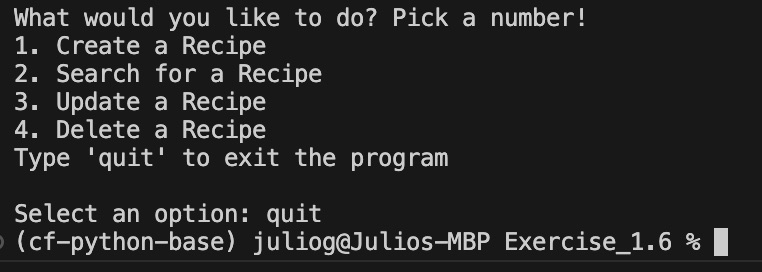 What would you like to do? Pick a number!
1. Create a Recipe
2. Search for a Recipe
3. Update a Recipe
4. Delete a Recipe
Type 'quit' to exit the program
Select an option: quit
(cf-python-base) juliog@Julios-MBP Exercise_1.6 %